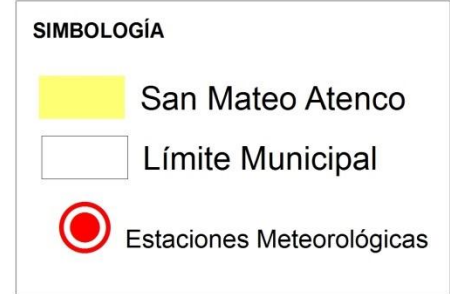 SIMBOLOGÍA
San Mateo Atenco
Límite Municipal
Estaciones Meteorológicas